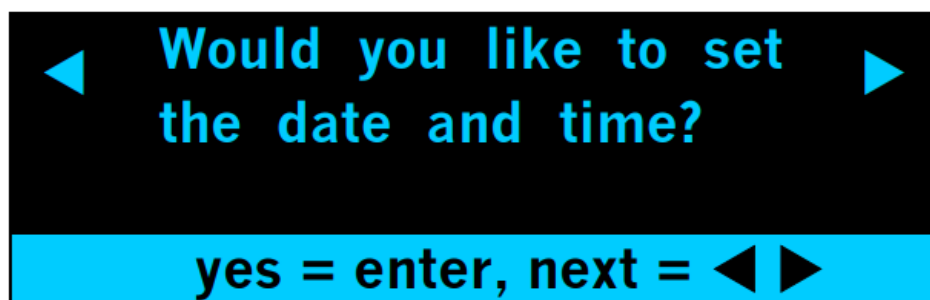 Would you like to set
the date and time?
yes = enter, next = ◀ ▶